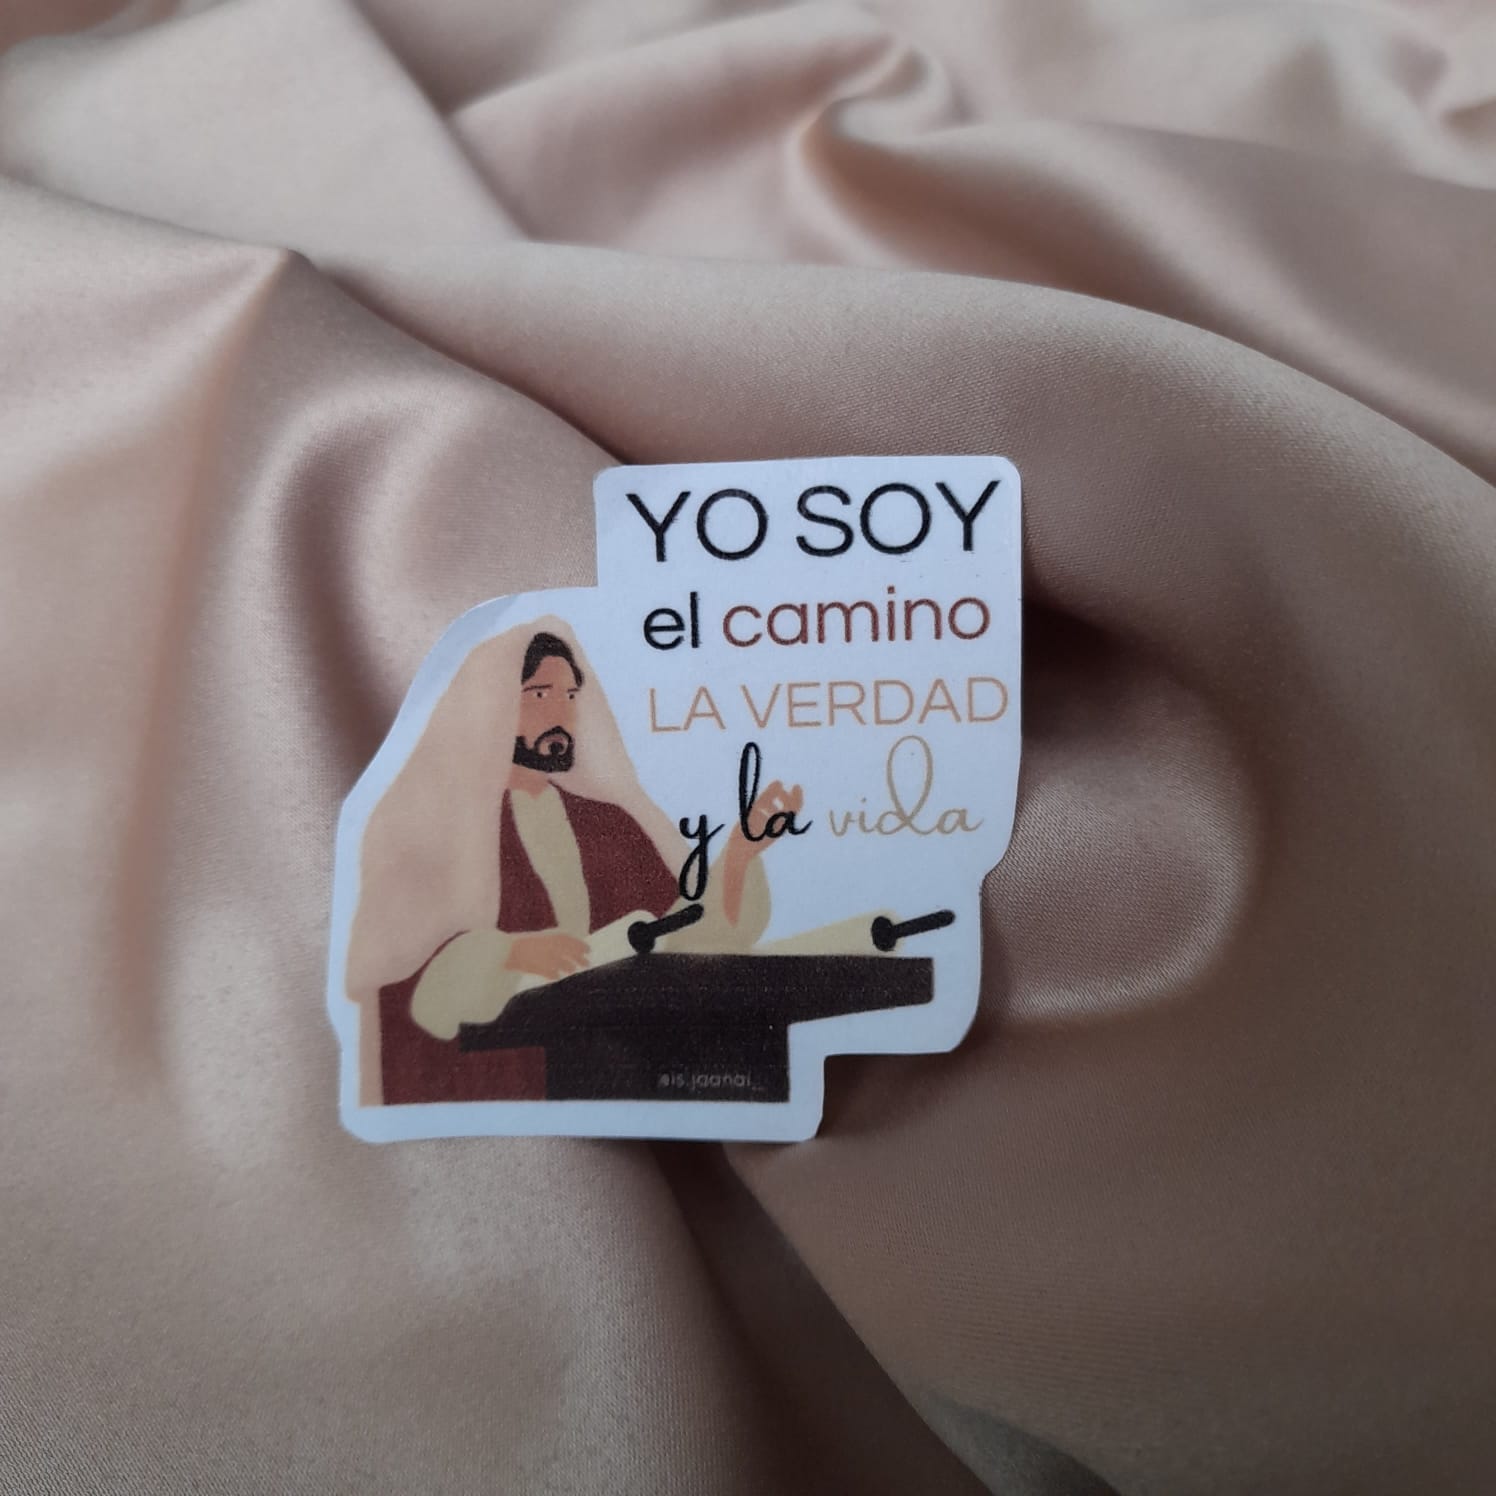 YO SOY
el camino
LA VERDAD
y la vida